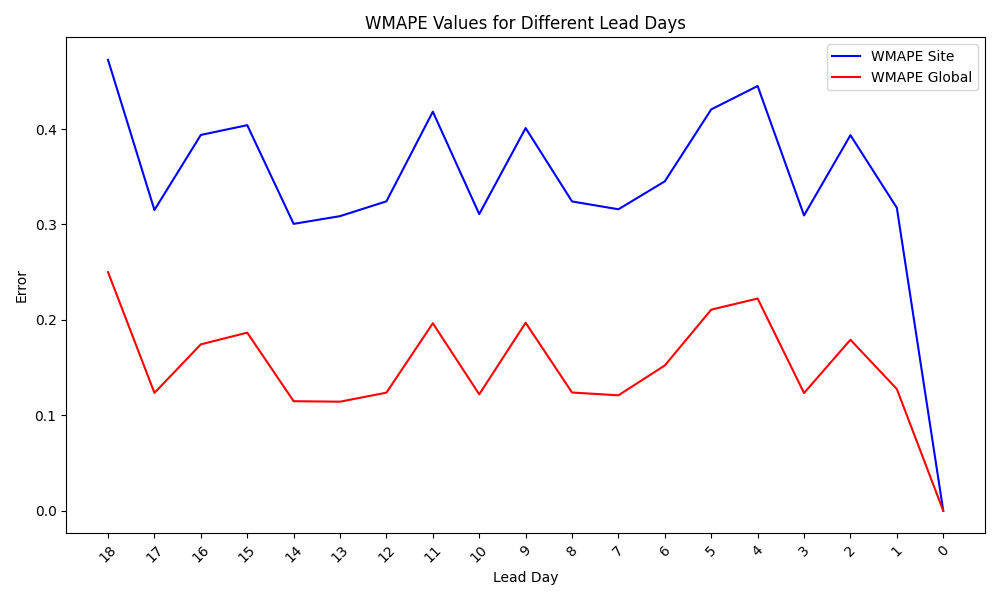 WMAPE Values for Different Lead Days
WMAPE Site
WMAPE Global
Error
0.4
0.3
0.2
0.1
0.0
18 17 16 15 14 13 12 11 10 9 8 7 6 5 4 3 2 1 0
Lead Day